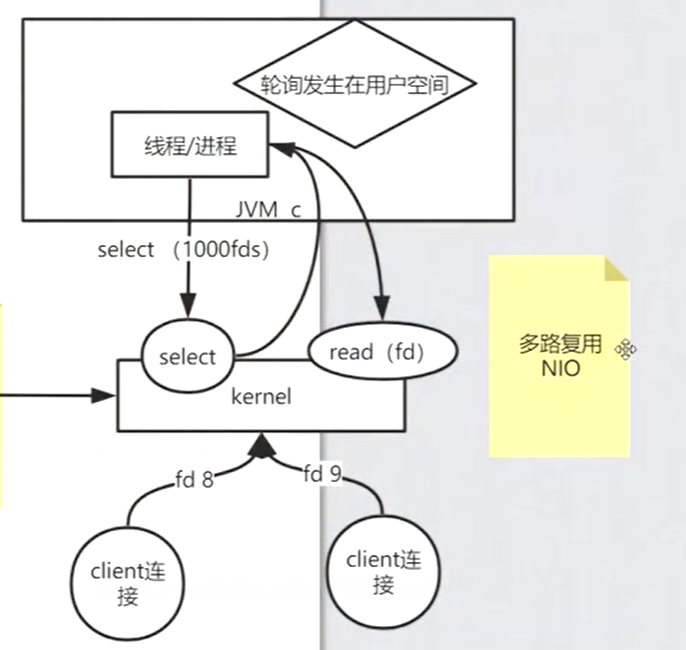 轮询发生在用户空间
线程/进程
JVM c
select （1000fds）
select
read（fd）
kernel
多路复用
NIO
fd 8
fd 9
client连
接
client连
接